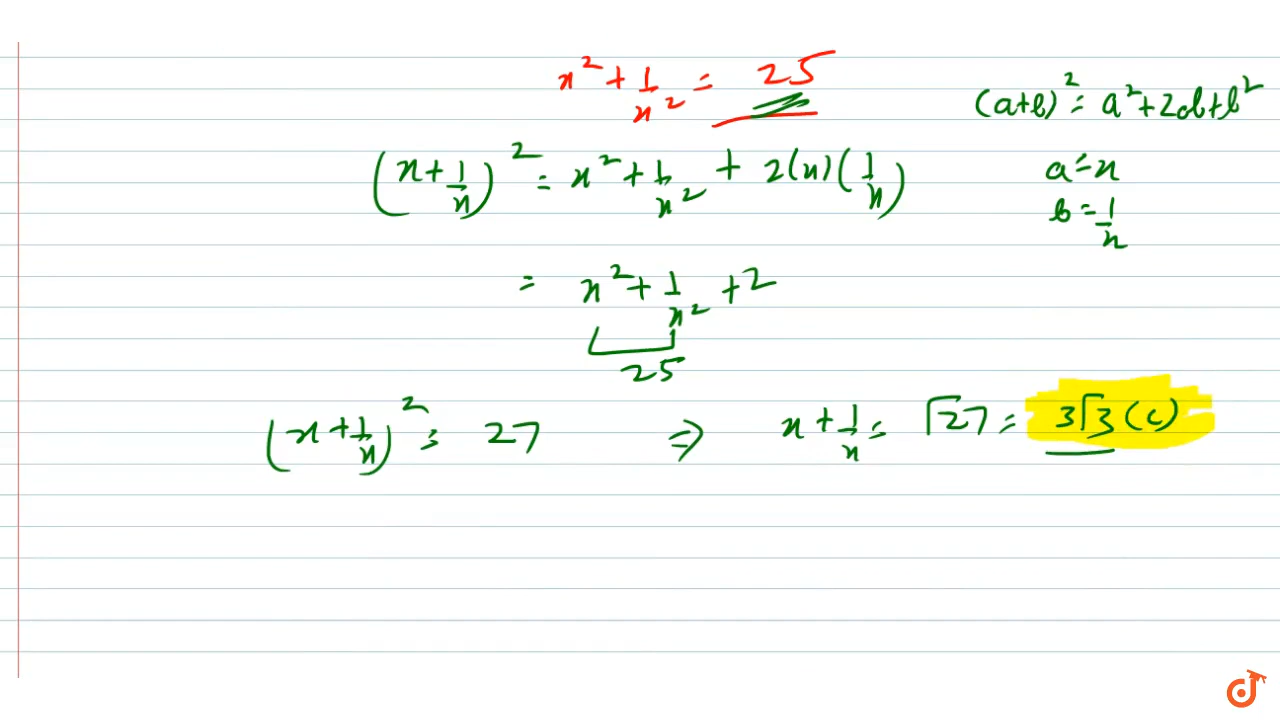 x² + 1/x² = 25
(a+b)² = a² + 2ab + b²
(x + 1/x)² = x² + 1/x² + 2(x)(1/x)
a = x
b = 1/x
= x² + 1/x² + 2
25
(x + 1/x)² = 27 ⇒ x + 1/x = √27 = 3√3 (c)